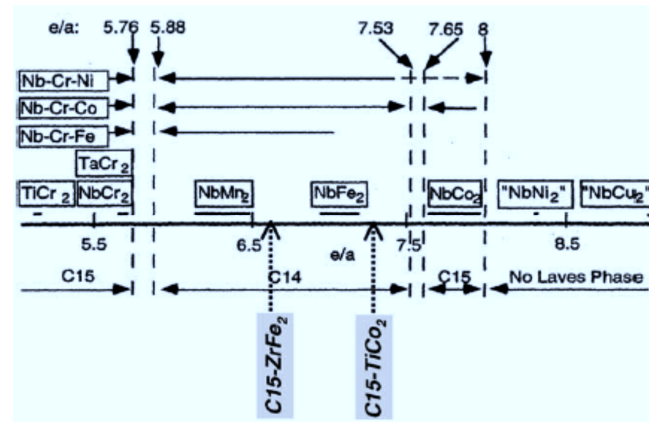 e/a: 5.76 5.88 7.53 7.65 8
Nb-Cr-Ni
Nb-Cr-Co
Nb-Cr-Fe
TaCr2
TiCr2 NbCr2 NbMn2 NbFe2 NbCo2 "NbNi2" "NbCu2"
5.5 6.5 7.5 8.5
e/a
C15 C14 C15 No Laves Phase
C15-ZrFe2
C15-TiCo2